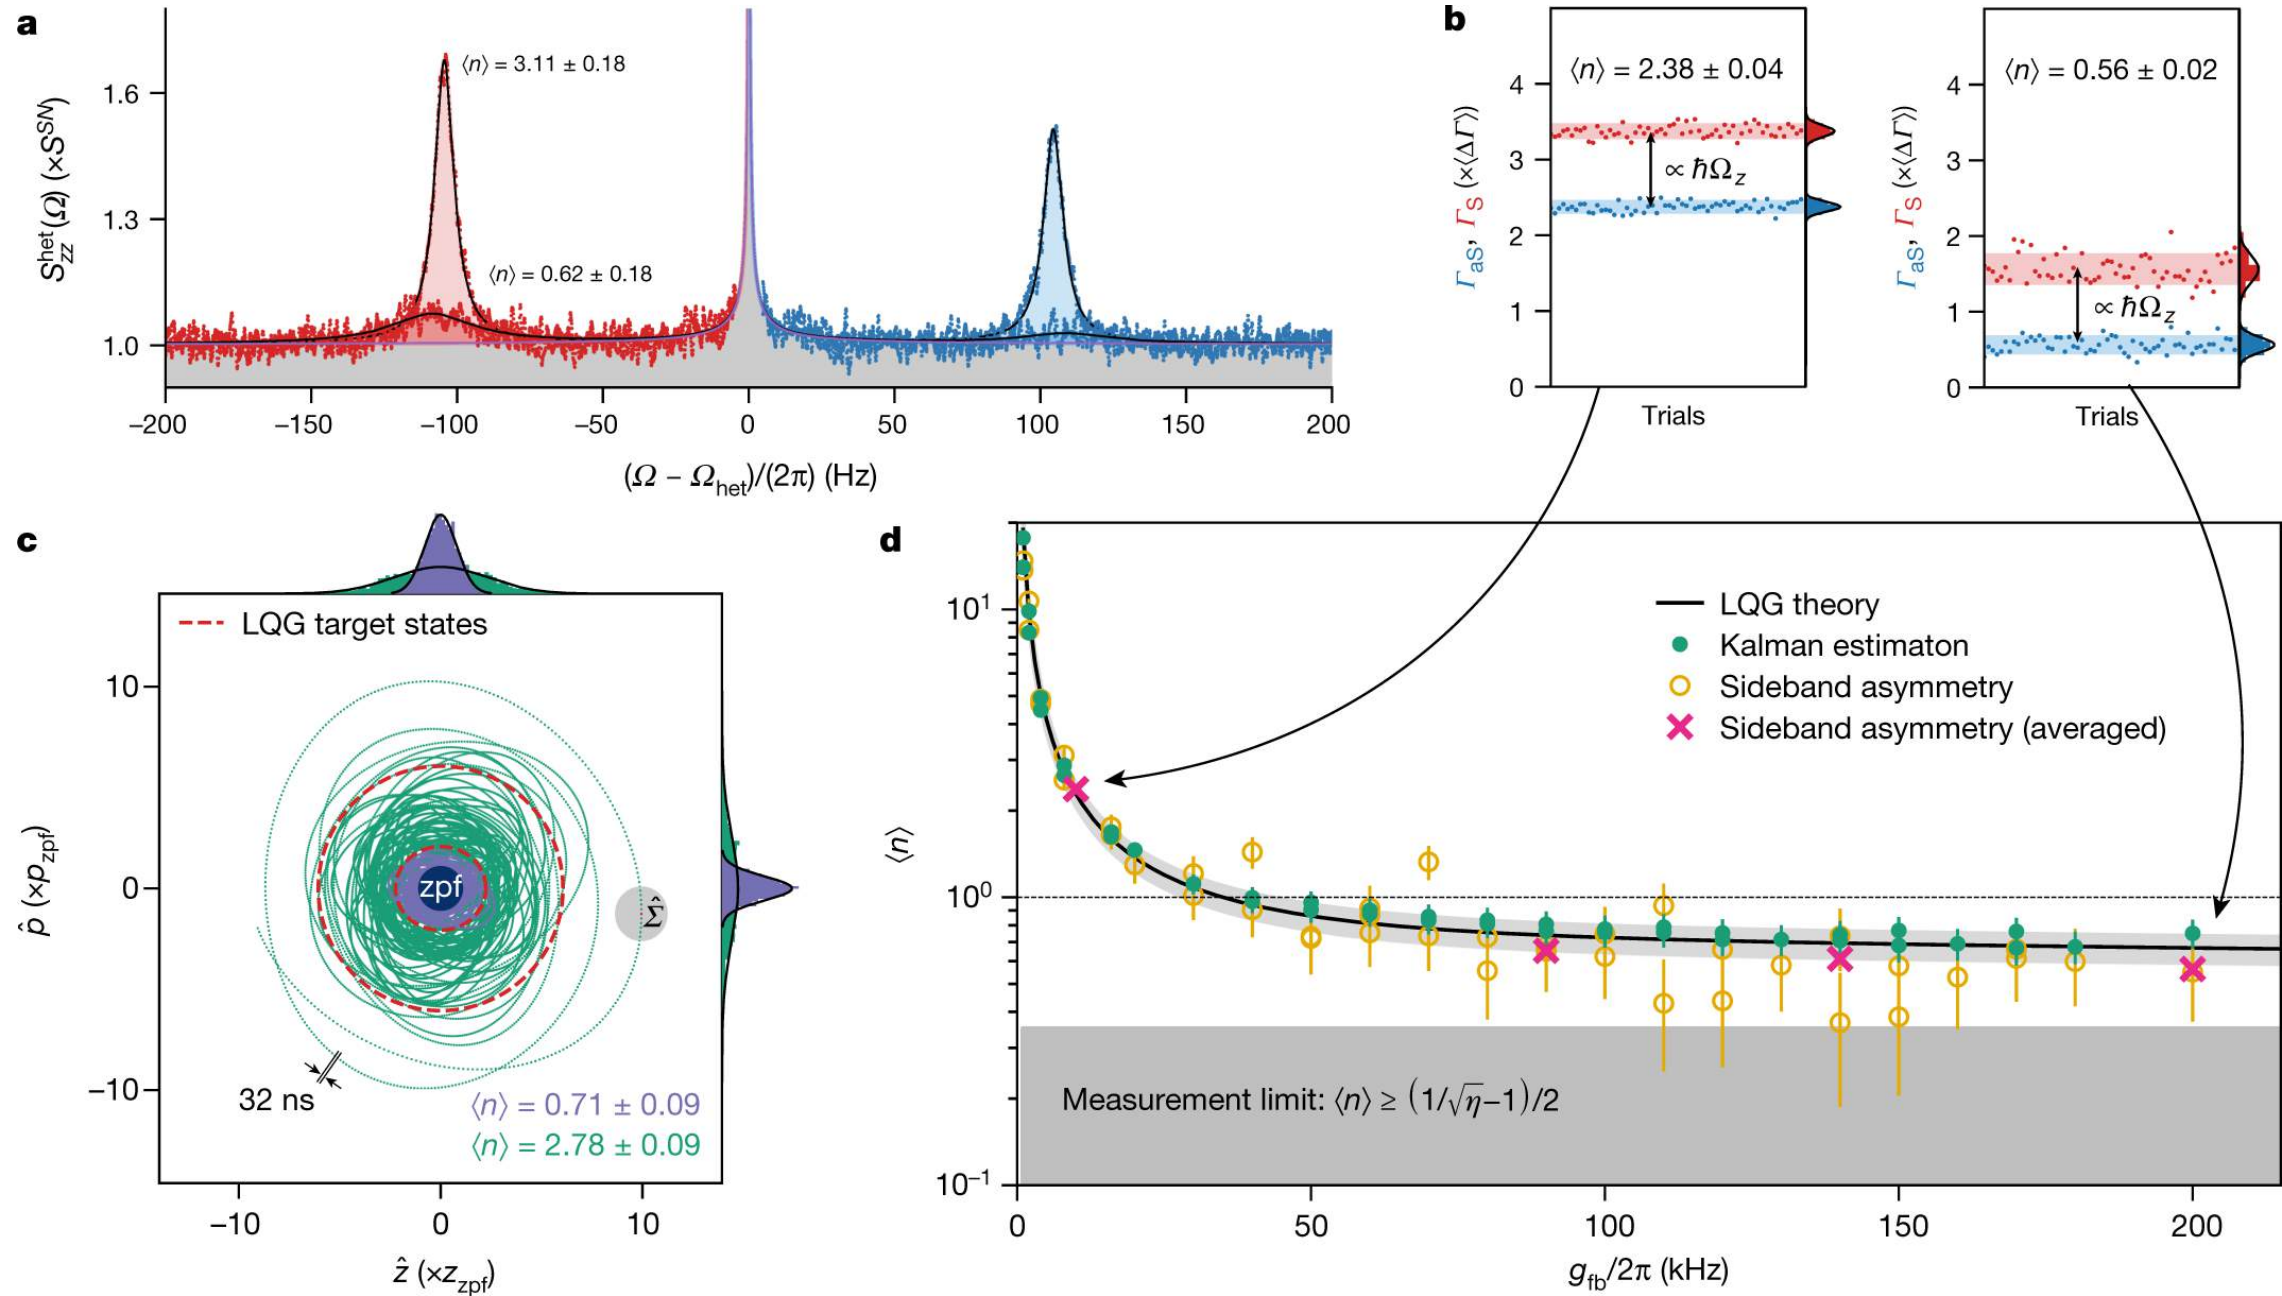 a
⟨n⟩ = 3.11 ± 0.18
⟨n⟩ = 0.62 ± 0.18
S_zz^het(Ω) (×S^SN)
1.6
1.3
1.0
−200 −150 −100 −50 0 50 100 150 200
(Ω − Ω_het)/(2π) (Hz)
b
⟨n⟩ = 2.38 ± 0.04
Γ_aS, Γ_S (×⟨ΔΓ⟩)
4
3
2
1
0
∝ ℏΩ_z
Trials
⟨n⟩ = 0.56 ± 0.02
Γ_aS, Γ_S (×⟨ΔΓ⟩)
4
3
2
1
0
∝ ℏΩ_z
Trials
c
LQG target states
p̂ (×p_zpf)
10
0
−10
zpf
Σ̂
32 ns
⟨n⟩ = 0.71 ± 0.09
⟨n⟩ = 2.78 ± 0.09
−10 0 10
ẑ (×z_zpf)
d
⟨n⟩
10^1
10^0
10^−1
LQG theory
Kalman estimaton
Sideband asymmetry
Sideband asymmetry (averaged)
Measurement limit: ⟨n⟩ ≥ (1/√η−1)/2
0 50 100 150 200
g_fb/2π (kHz)